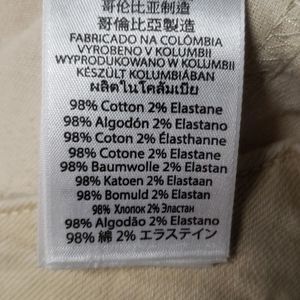 哥伦比亚制造
哥倫比亞製造
FABRICADO NA COLÔMBIA
VYROBENO V KOLUMBII
WYPRODUKOWANO W KOLUMBII
KÉSZÜLT KOLUMBIÁBAN
ผลิตในโคลัมเบีย
98% Cotton 2% Elastane
98% Algodón 2% Elastano
98% Coton 2% Élasthanne
98% Cotone 2% Elastane
98% Baumwolle 2% Elastan
98% Katoen 2% Elastaan
98% Bomuld 2% Elastan
98% Хлопок 2% Эластан
98% Algodão 2% Elastano
98% 綿 2% エラステイン